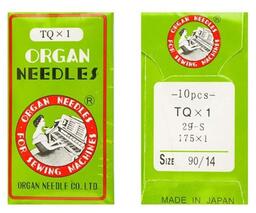 TQ×1
ORGAN
NEEDLES
ORGAN NEEDLES
®
FOR SEWING MACHINES
ORGAN NEEDLE CO. LTD.
ORGAN NEEDLES
®
FOR SEWING MACHINES
-10pcs-
TQ×1
29-S
175×1
SIZE 90/14
MADE IN JAPAN